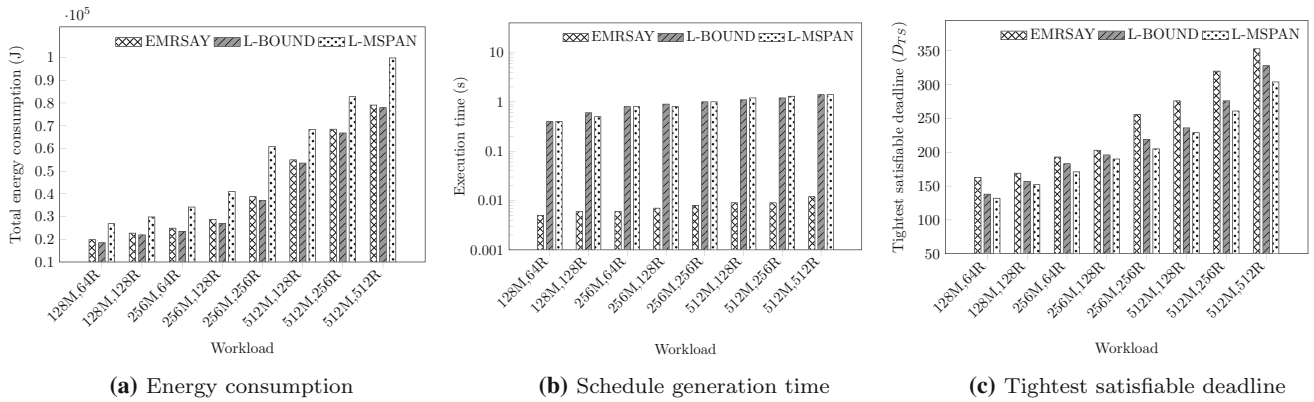 ·10⁵
EMRSAY L-BOUND L-MSPAN
Total energy consumption (J)
1
0.9
0.8
0.7
0.6
0.5
0.4
0.3
0.2
0.1
128M,64R
128M,128R
256M,64R
256M,128R
256M,256R
512M,128R
512M,256R
512M,512R
Workload
(a) Energy consumption
EMRSAY L-BOUND L-MSPAN
Execution time (s)
10
1
0.1
0.01
0.001
128M,64R
128M,128R
256M,64R
256M,128R
256M,256R
512M,128R
512M,256R
512M,512R
Workload
(b) Schedule generation time
EMRSAY L-BOUND L-MSPAN
Tightest satisfiable deadline (D_TS)
350
300
250
200
150
100
50
128M,64R
128M,128R
256M,64R
256M,128R
256M,256R
512M,128R
512M,256R
512M,512R
Workload
(c) Tightest satisfiable deadline